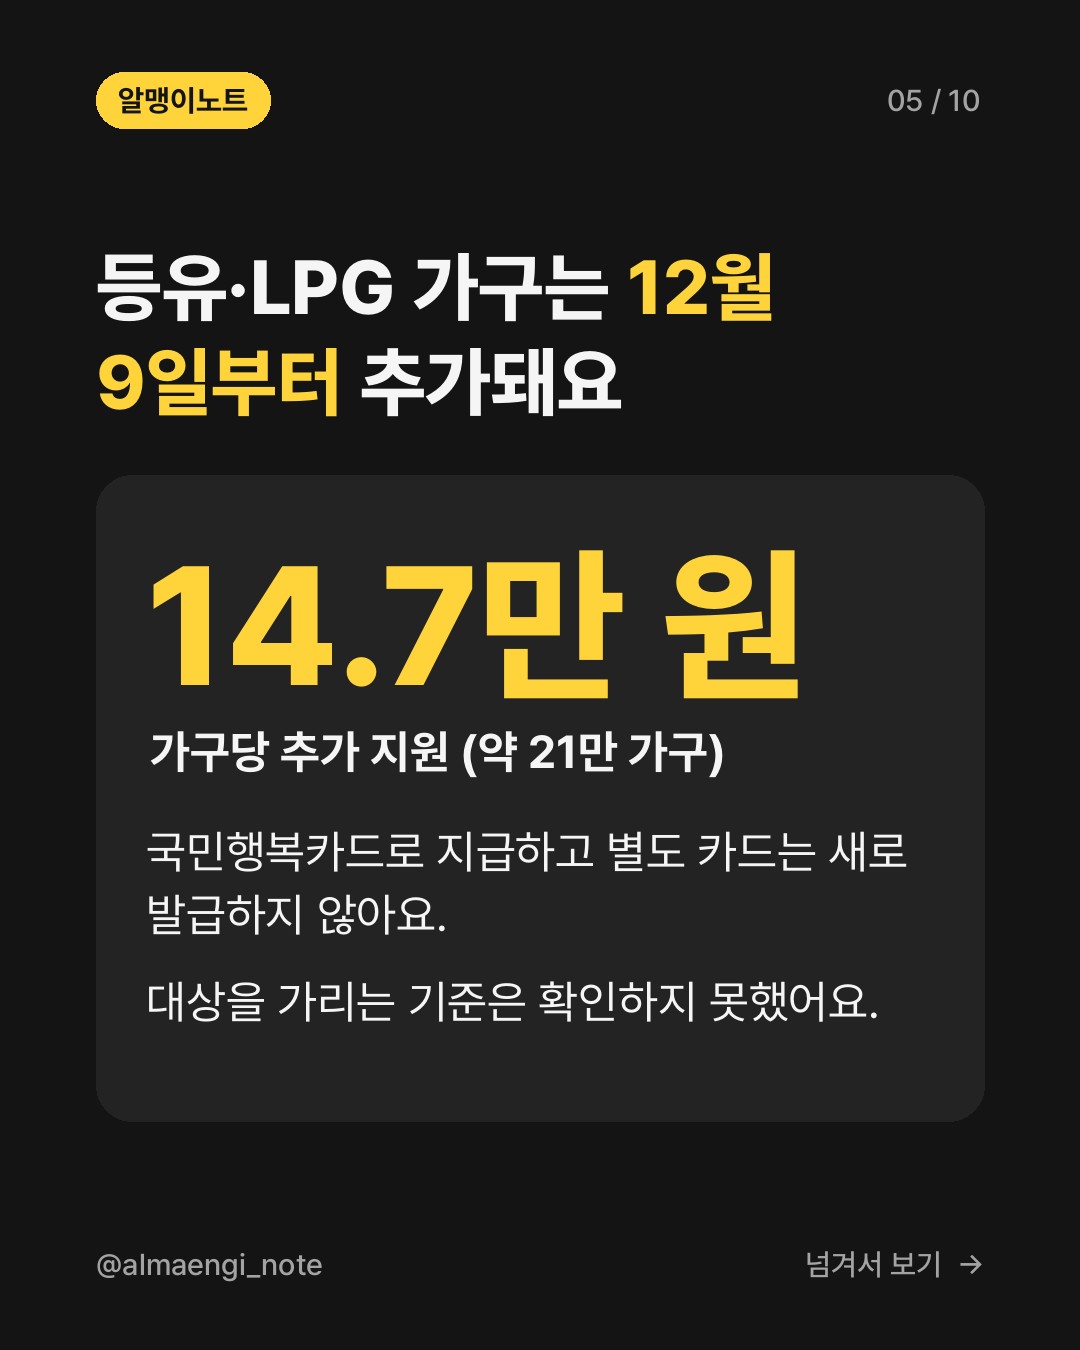 알맹이노트
05 / 10
등유·LPG 가구는 12월
9일부터 추가돼요
14.7만 원
가구당 추가 지원 (약 21만 가구)
국민행복카드로 지급하고 별도 카드는 새로
발급하지 않아요.
대상을 가리는 기준은 확인하지 못했어요.
@almaengi_note
넘겨서 보기 →